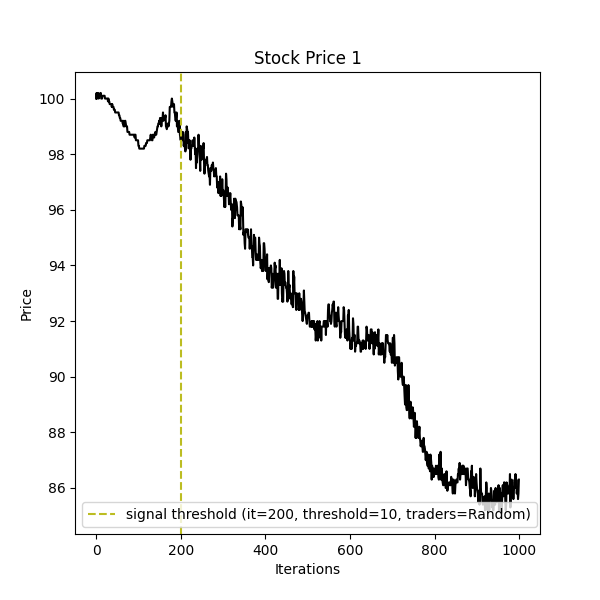 Stock Price 1
100
98
96
94
92
90
88
86
Price
signal threshold (it=200, threshold=10, traders=Random)
0 200 400 600 800 1000
Iterations